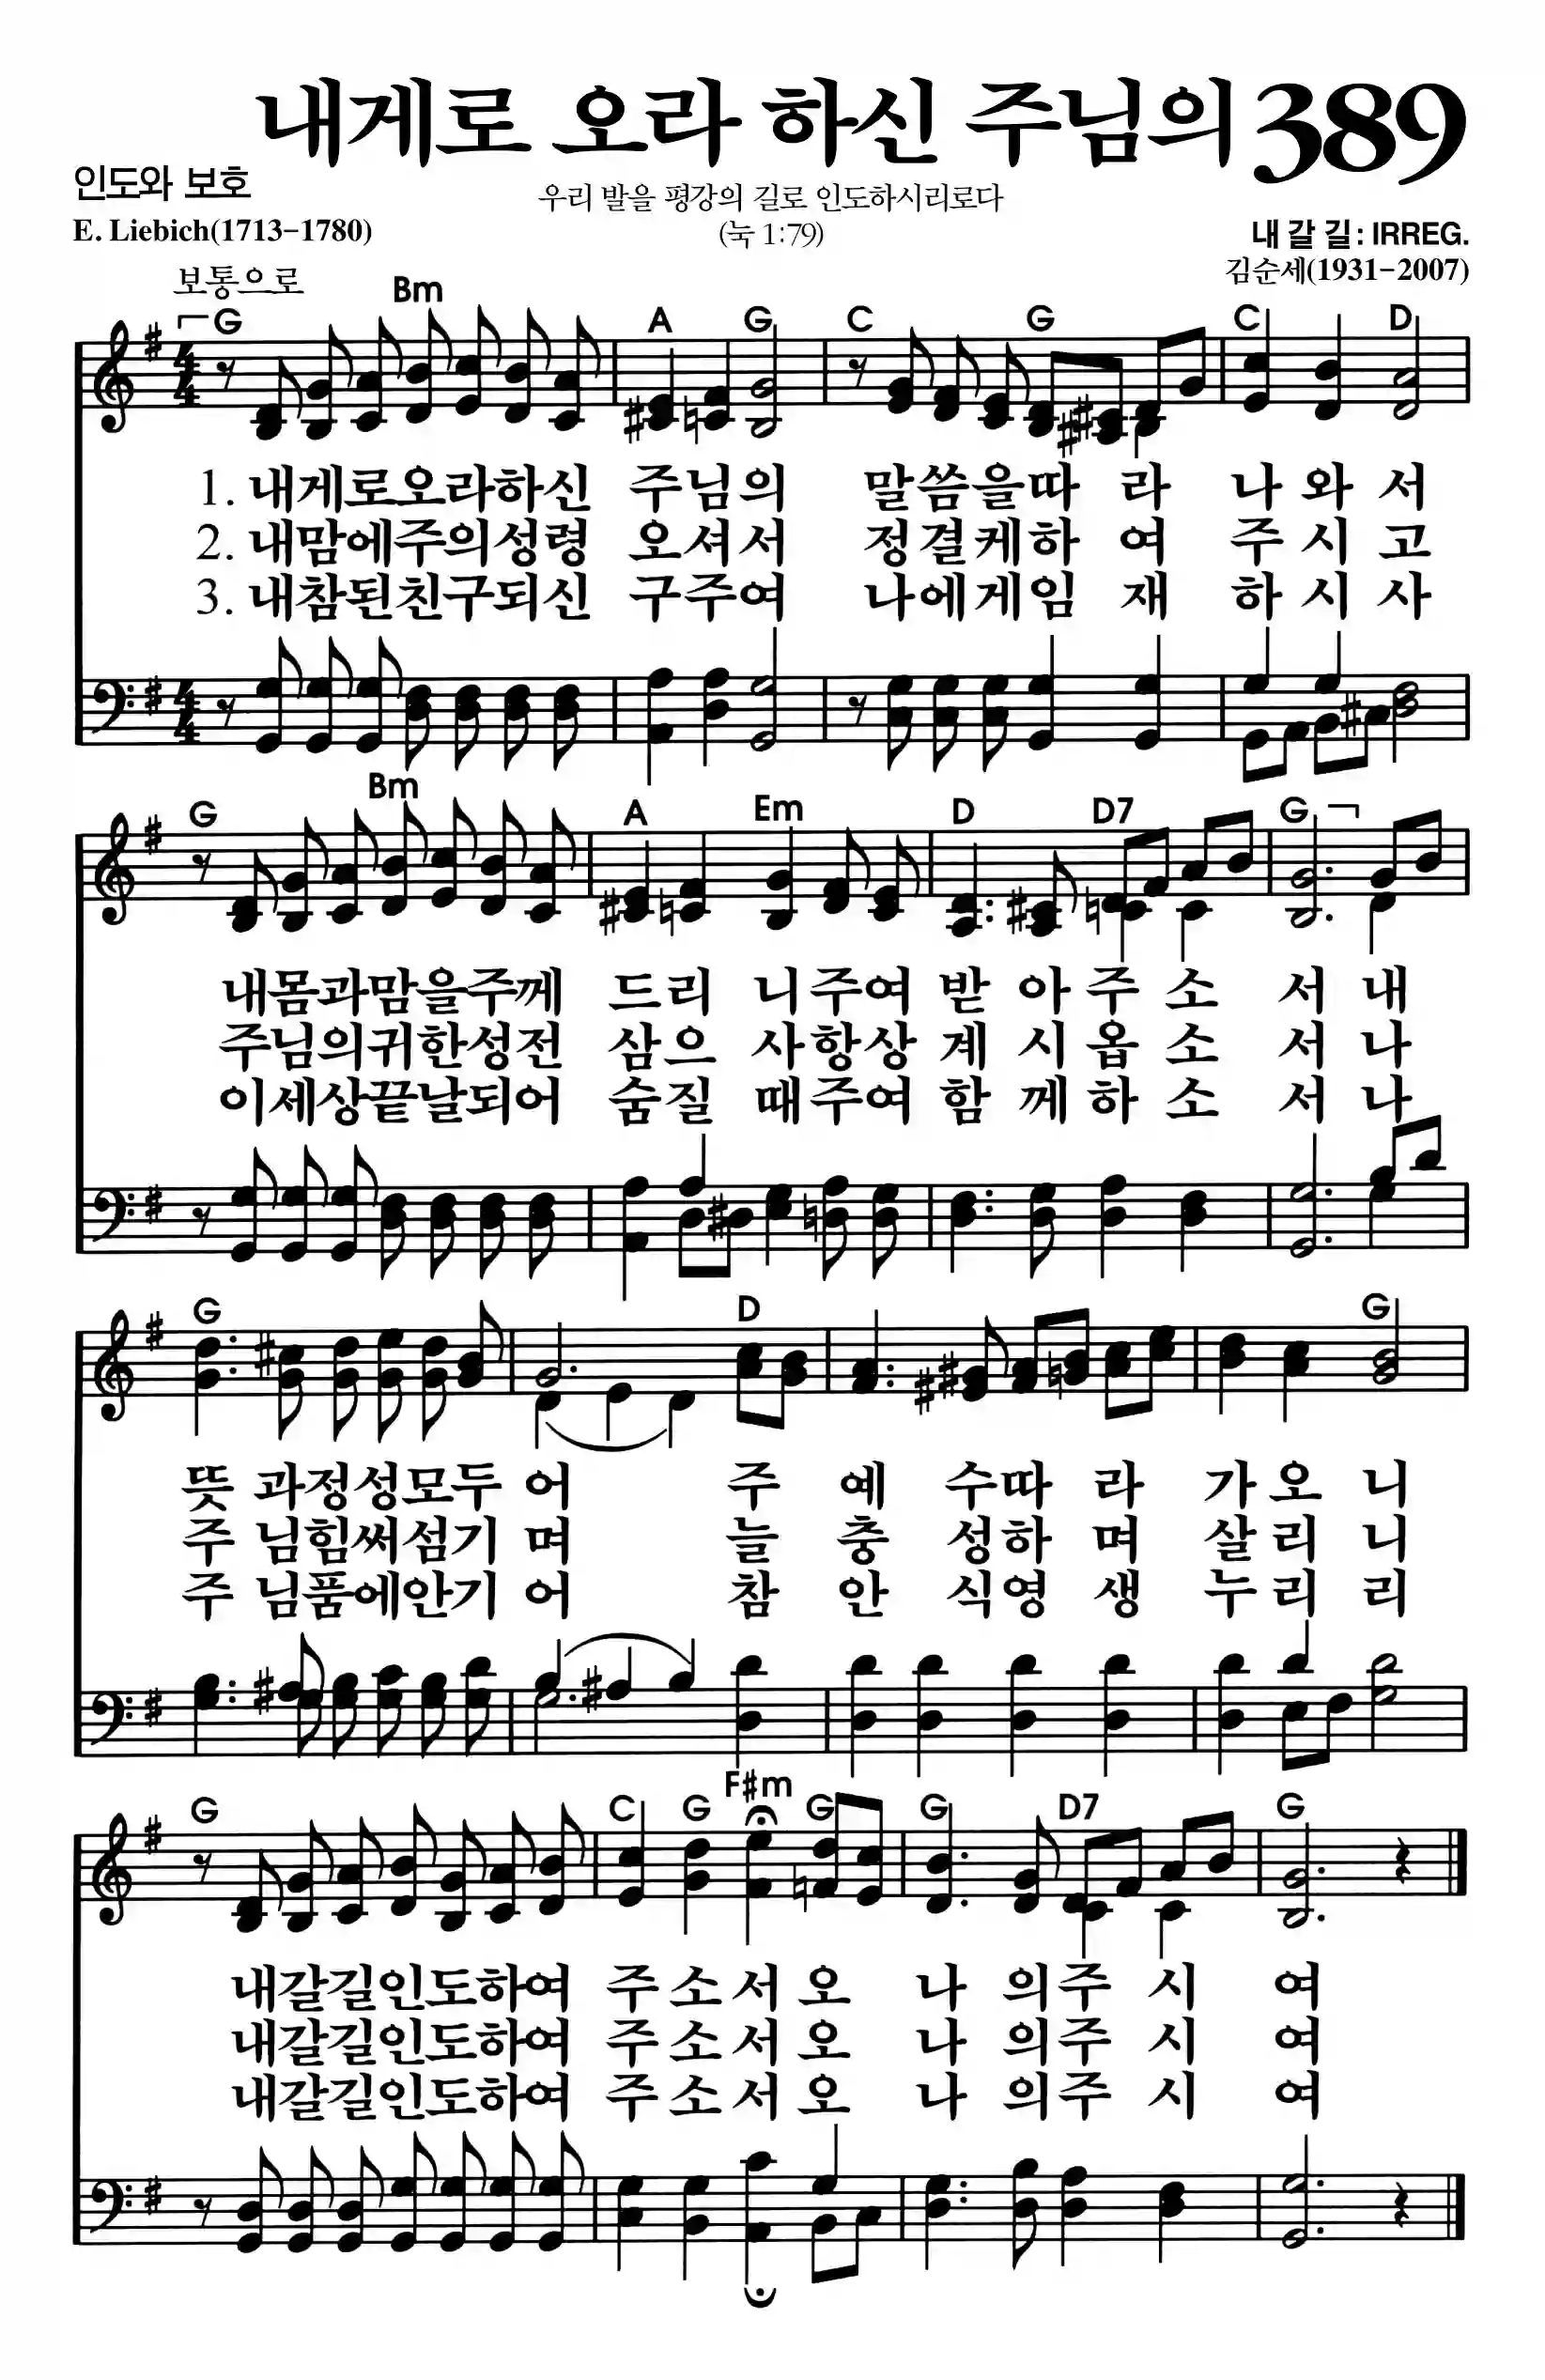 내게로 오라 하신 주님의 389
인도와 보호
우리 발을 평강의 길로 인도하시리로다
E. Liebich(1713-1780)
(눅 1:79)
내 갈 길: IRREG.
김순세(1931-2007)
보통으로
G Bm A G C G C D
1. 내게로오라하신 주님의 말씀을따 라 나 와 서
2. 내맘에주의성령 오셔서 정결케하 여 주 시 고
3. 내참된친구되신 구주여 나에게임 재 하 시 사
G Bm A Em D D7 G
내몸과맘을주께 드 리 니주여 받 아 주 소 서 내
주님의귀한성전 삼으 사항상 계 시 옵 소 서 나
이세상끝날되어 숨질 때주여 함 께 하 소 서 나
G D G
뜻 과정성모두 어 주 예 수따 라 가 오 니
주 님힘써섬기 며 늘 충 성하 며 살 리 니
주 님품에안기 어 참 안 식영 생 누 리 리
G C G F#m G G D7 G
내갈길인도하여 주 소 서 오 나 의주 시 여
내갈길인도하여 주 소 서 오 나 의주 시 여
내갈길인도하여 주 소 서 오 나 의주 시 여